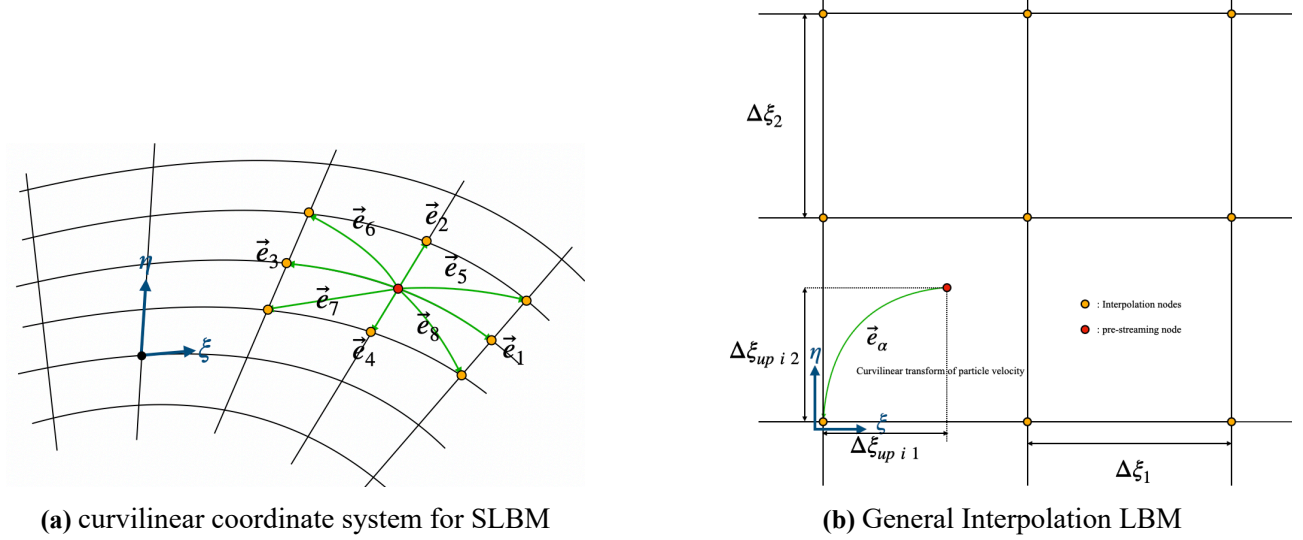 η
ξ
e⃗₆
e⃗₂
e⃗₃
e⃗₅
e⃗₇
e⃗₈
e⃗₄
e⃗₁
(a) curvilinear coordinate system for SLBM
Δξ₂
: Interpolation nodes
: pre-streaming node
e⃗α
Δξup i 2
η
Curvilinear transform of particle velocity
ξ
Δξup i 1
Δξ₁
(b) General Interpolation LBM